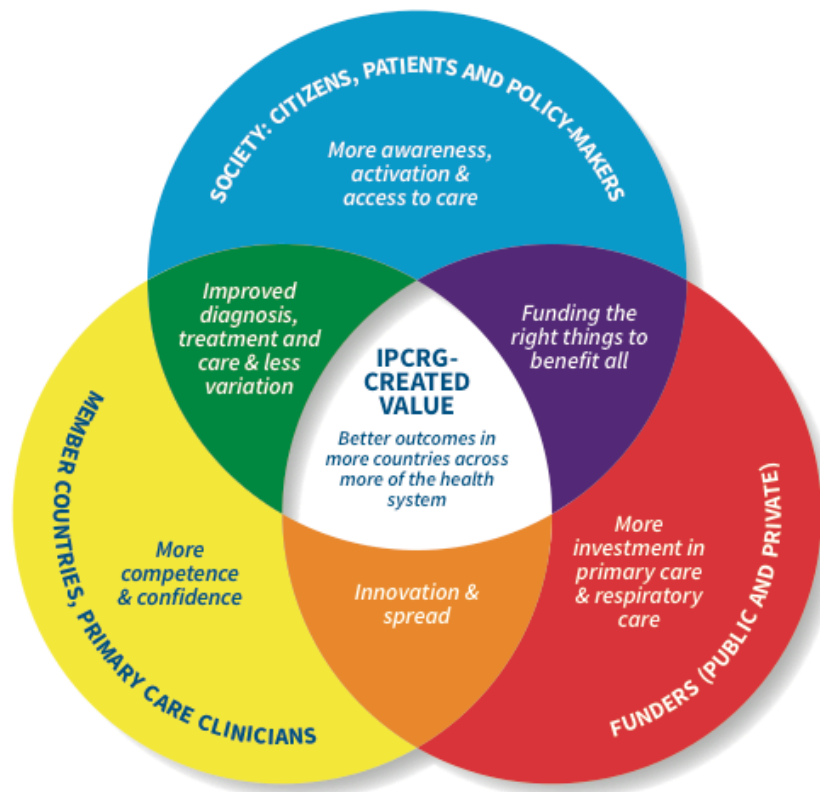 SOCIETY: CITIZENS, PATIENTS AND POLICY-MAKERS
More awareness,
activation &
access to care
Improved
diagnosis,
treatment and
care & less
variation
Funding the
right things to
benefit all
IPCRG-
CREATED
VALUE
Better outcomes in
more countries across
more of the health
system
MEMBER COUNTRIES, PRIMARY CARE CLINICIANS
More
competence
& confidence
Innovation &
spread
More
investment in
primary care
& respiratory
care
FUNDERS (PUBLIC AND PRIVATE)